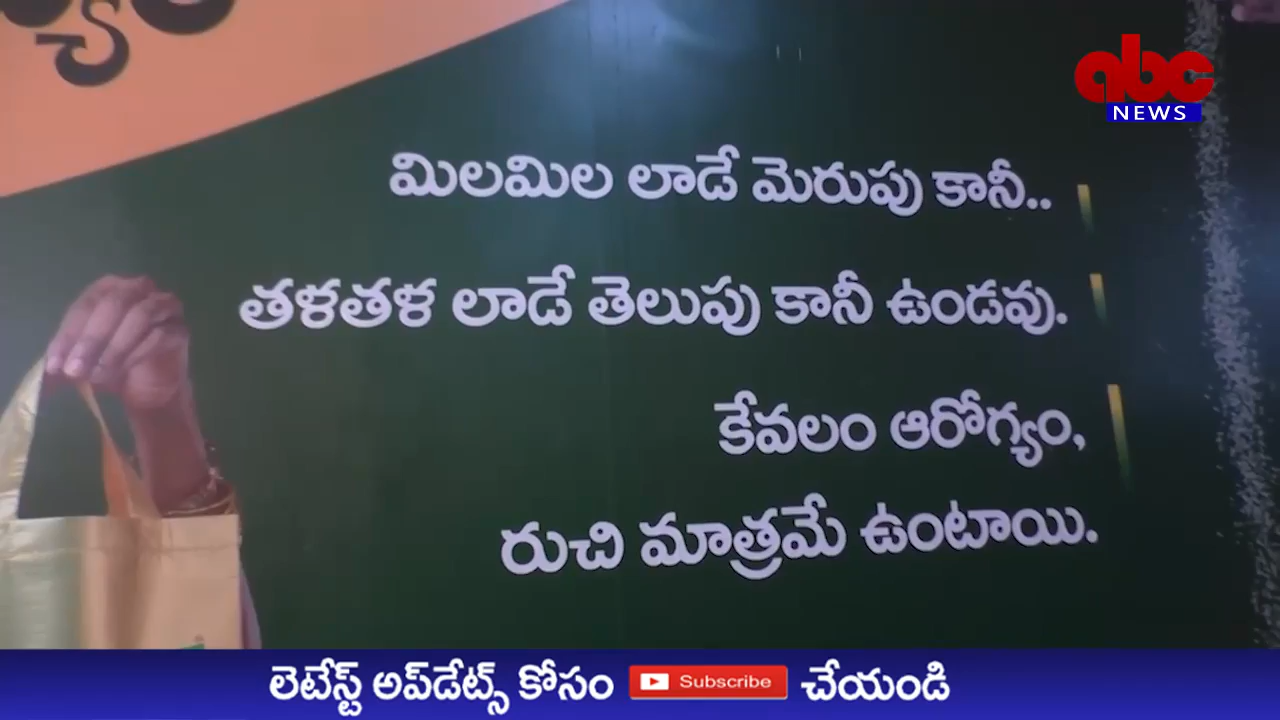 abc
NEWS
మిలమిల లాడే మెరుపు కానీ..
తళతళ లాడే తెలుపు కానీ ఉండవు.
కేవలం ఆరోగ్యం,
రుచి మాత్రమే ఉంటాయి.
లెటేస్ట్ అప్‌డేట్స్ కోసం Subscribe చేయండి